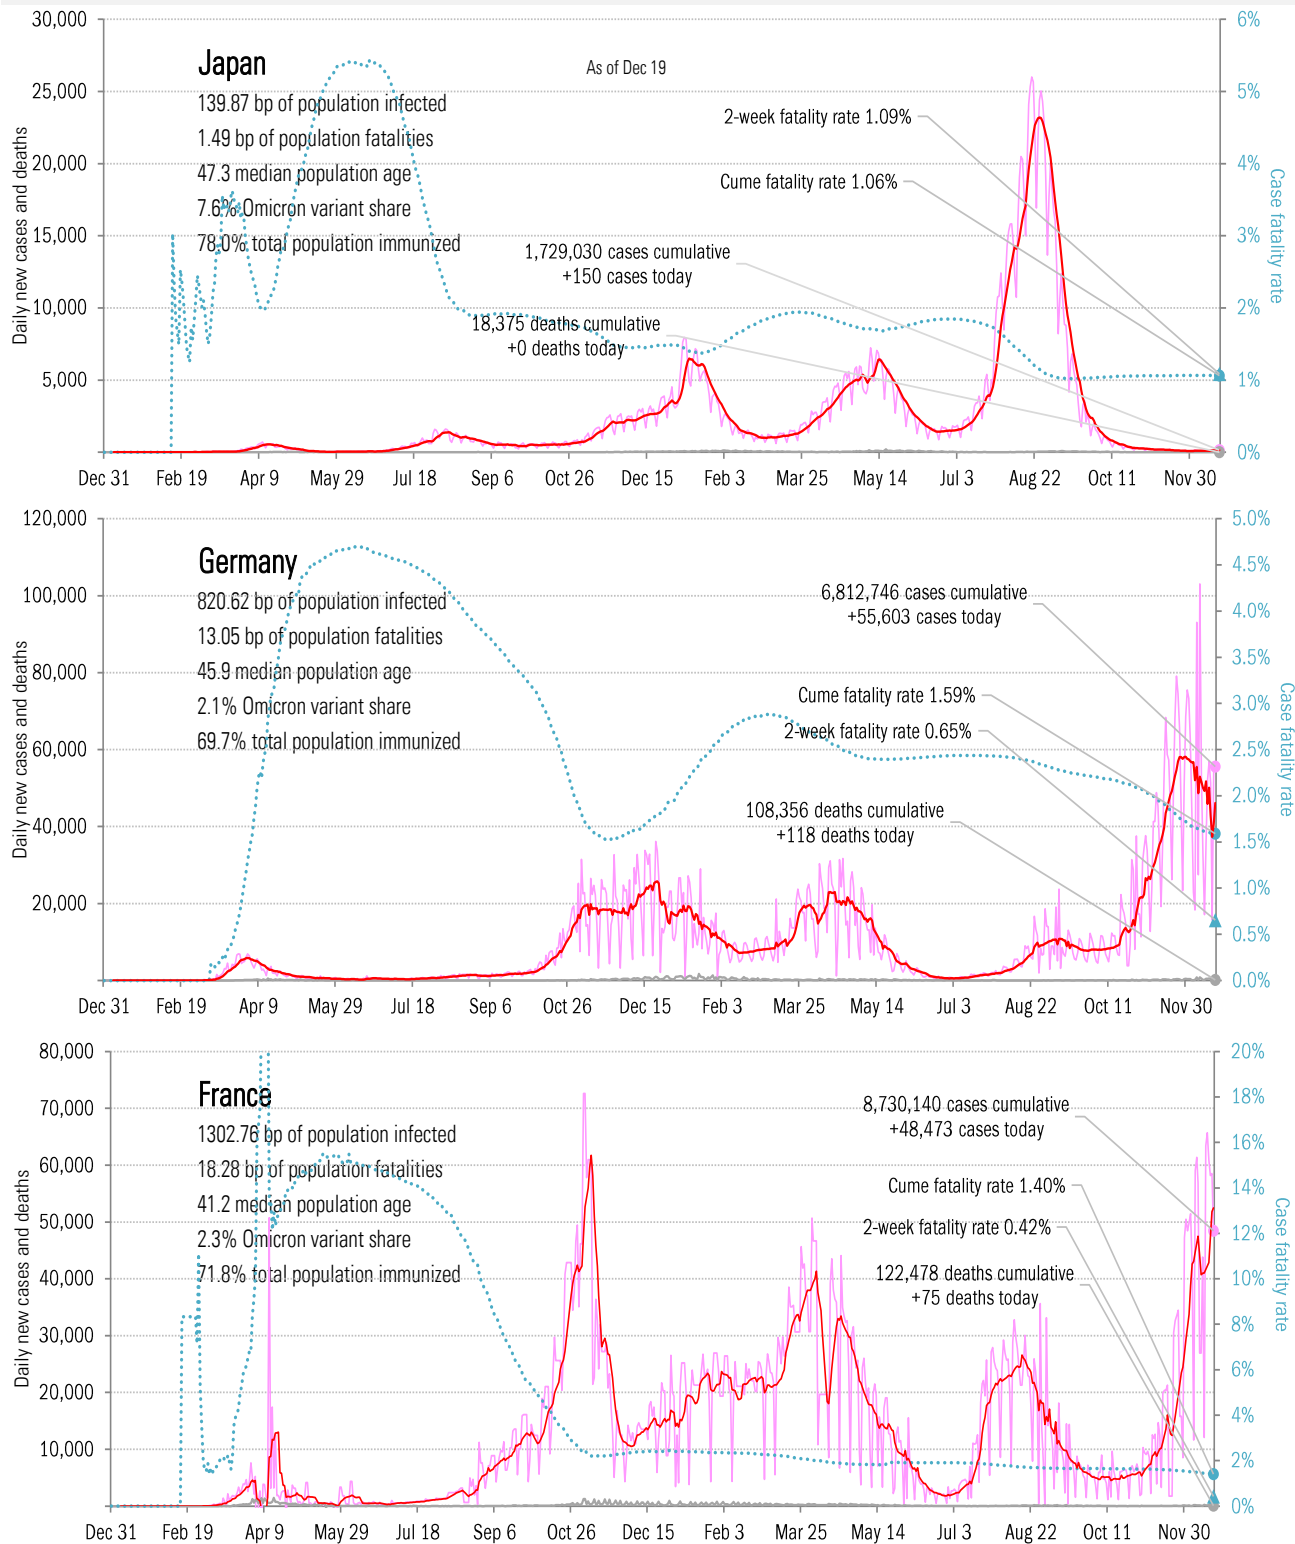 30,000
6%
Japan
As of Dec 19
139.87 bp of population infected
25,000
5%
2-week fatality rate 1.09%
1.49 bp of population fatalities
20,000
4%
47.3 median population age
Cume fatality rate 1.06%
7.6% Omicron variant share
15,000
3%
78.0% total population immunized
1,729,030 cases cumulative
+150 cases today
10,000
2%
18,375 deaths cumulative
+0 deaths today
5,000
1%
0%
Daily new cases and deaths
Case fatality rate
Dec 31 Feb 19 Apr 9 May 29 Jul 18 Sep 6 Oct 26 Dec 15 Feb 3 Mar 25 May 14 Jul 3 Aug 22 Oct 11 Nov 30
120,000
5.0%
Germany
4.5%
100,000
820.62 bp of population infected
6,812,746 cases cumulative
+55,603 cases today
4.0%
13.05 bp of population fatalities
80,000
45.9 median population age
3.5%
Cume fatality rate 1.59%
2.1% Omicron variant share
3.0%
2-week fatality rate 0.65%
60,000
69.7% total population immunized
2.5%
2.0%
108,356 deaths cumulative
+118 deaths today
40,000
1.5%
20,000
1.0%
0.5%
0.0%
Daily new cases and deaths
Case fatality rate
Dec 31 Feb 19 Apr 9 May 29 Jul 18 Sep 6 Oct 26 Dec 15 Feb 3 Mar 25 May 14 Jul 3 Aug 22 Oct 11 Nov 30
80,000
20%
France
18%
70,000
8,730,140 cases cumulative
+48,473 cases today
1302.76 bp of population infected
16%
60,000
18.28 bp of population fatalities
Cume fatality rate 1.40%
14%
41.2 median population age
50,000
2-week fatality rate 0.42%
12%
2.3% Omicron variant share
71.8% total population immunized
122,478 deaths cumulative
+75 deaths today
40,000
10%
30,000
8%
6%
20,000
4%
10,000
2%
0%
Daily new cases and deaths
Case fatality rate
Dec 31 Feb 19 Apr 9 May 29 Jul 18 Sep 6 Oct 26 Dec 15 Feb 3 Mar 25 May 14 Jul 3 Aug 22 Oct 11 Nov 30